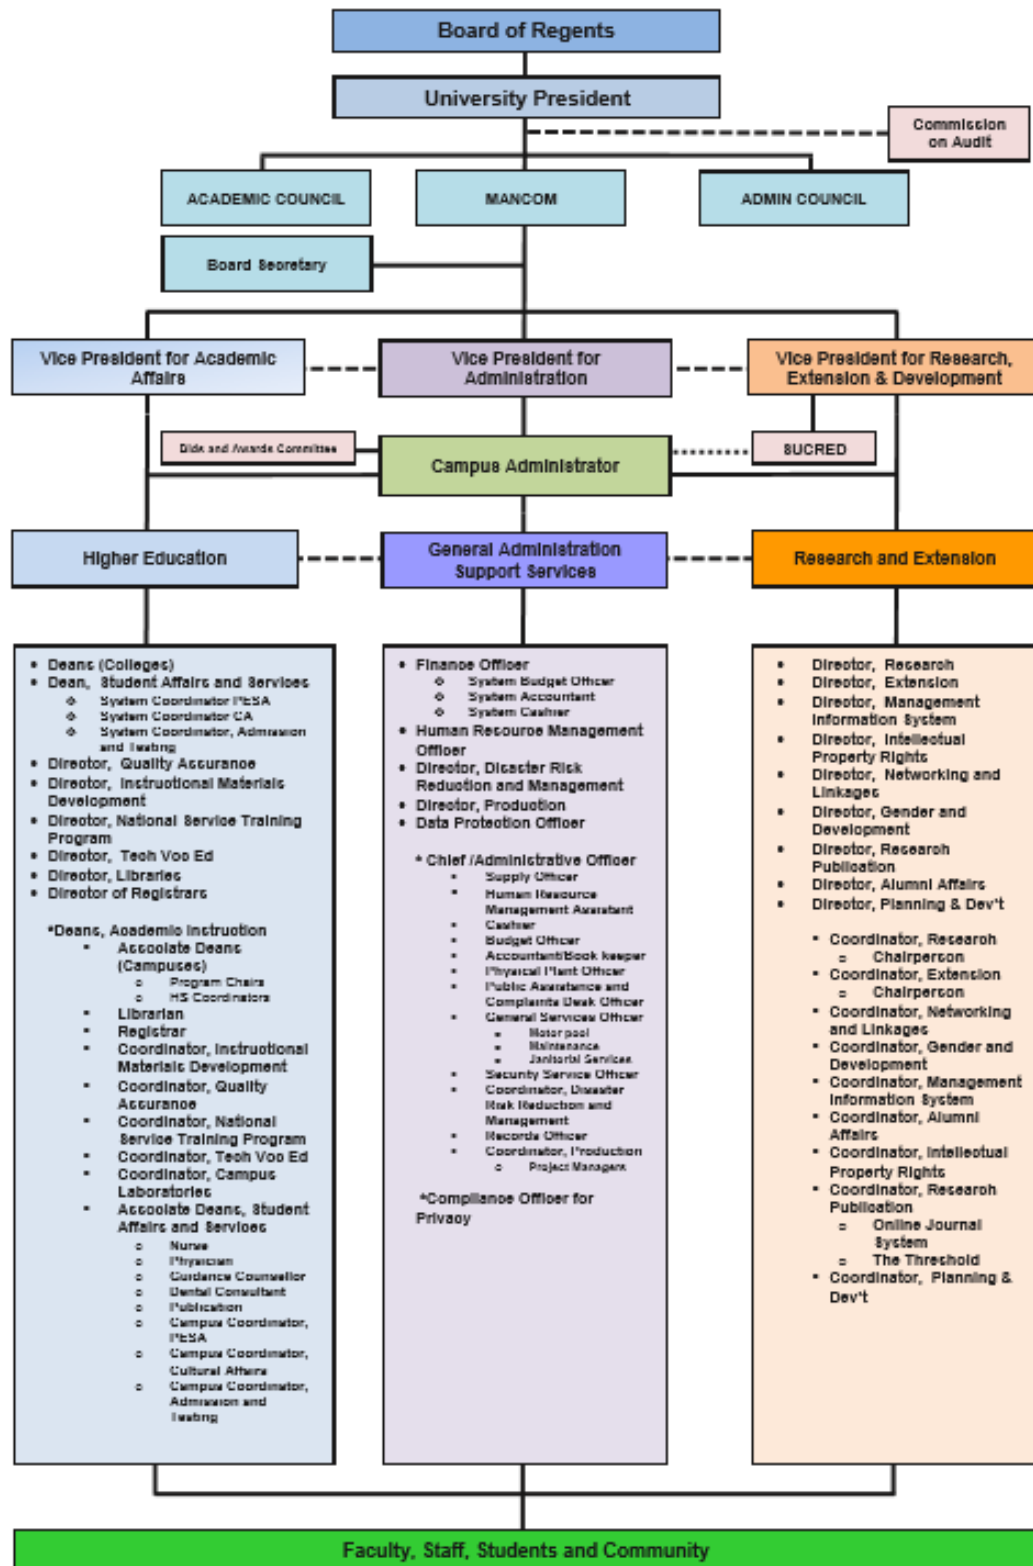 Board of Regents
University President
Commission
on Audit
ACADEMIC COUNCIL
MANCOM
ADMIN COUNCIL
Board Secretary
Vice President for Academic
Affairs
Vice President for
Administration
Vice President for Research,
Extension & Development
Bids and Awards Committee
Campus Administrator
SUCRED
Higher Education
General Administration
Support Services
Research and Extension
• Deans (Colleges)
• Dean, Student Affairs and Services
❖ System Coordinator PESA
❖ System Coordinator CA
❖ System Coordinator, Admission
and Testing
• Director, Quality Assurance
• Director, Instructional Materials
Development
• Director, National Service Training
Program
• Director, Tech Voc Ed
• Director, Libraries
• Director of Registrars
*Deans, Academic Instruction
▪ Associate Deans
(Campuses)
o Program Chairs
o HS Coordinators
▪ Librarian
▪ Registrar
▪ Coordinator, Instructional
Materials Development
▪ Coordinator, Quality
Assurance
▪ Coordinator, National
Service Training Program
▪ Coordinator, Tech Voc Ed
▪ Coordinator, Campus
Laboratories
▪ Associate Deans, Student
Affairs and Services
o Nurse
o Physician
o Guidance Counsellor
o Dental Consultant
o Publication
o Campus Coordinator,
PESA
o Campus Coordinator,
Cultural Affairs
o Campus Coordinator,
Admission and
Testing
• Finance Officer
❖ System Budget Officer
❖ System Accountant
❖ System Cashier
• Human Resource Management
Officer
• Director, Disaster Risk
Reduction and Management
• Director, Production
• Data Protection Officer
* Chief /Administrative Officer
▪ Supply Officer
▪ Human Resource
Management Assistant
▪ Cashier
▪ Budget Officer
▪ Accountant/Book keeper
▪ Physical Plant Officer
▪ Public Assistance and
Complaints Desk Officer
▪ General Services Officer
• Motor pool
• Maintenance
• Janitorial Services
▪ Security Service Officer
▪ Coordinator, Disaster
Risk Reduction and
Management
▪ Records Officer
▪ Coordinator, Production
o Project Managers
*Compliance Officer for
Privacy
• Director, Research
• Director, Extension
• Director, Management
Information System
• Director, Intellectual
Property Rights
• Director, Networking and
Linkages
• Director, Gender and
Development
• Director, Research
Publication
• Director, Alumni Affairs
• Director, Planning & Dev't
▪ Coordinator, Research
o Chairperson
▪ Coordinator, Extension
o Chairperson
▪ Coordinator, Networking
and Linkages
▪ Coordinator, Gender and
Development
▪ Coordinator, Management
Information System
▪ Coordinator, Alumni
Affairs
▪ Coordinator, Intellectual
Property Rights
▪ Coordinator, Research
Publication
o Online Journal
System
o The Threshold
▪ Coordinator, Planning &
Dev't
Faculty, Staff, Students and Community